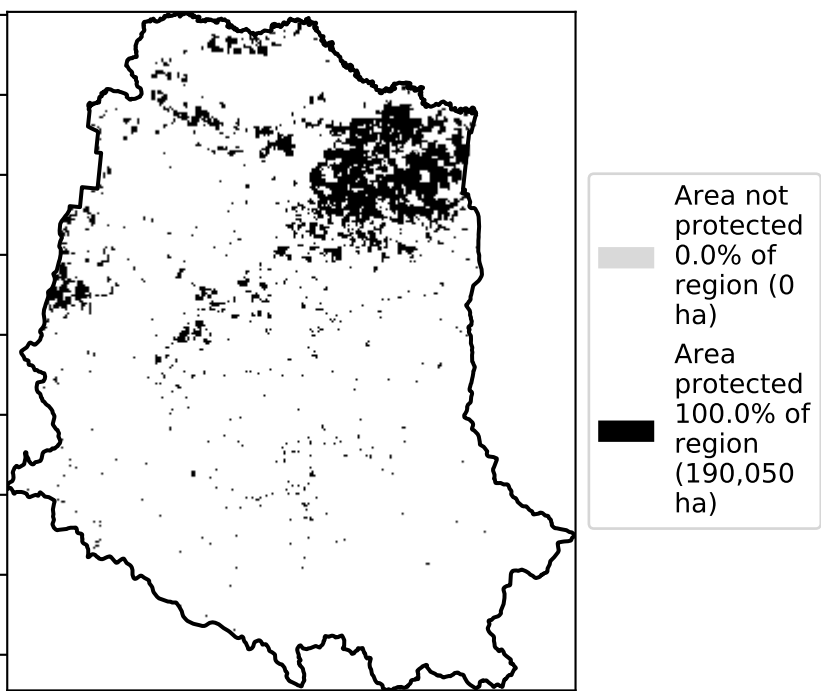 Area not
protected
0.0% of
region (0
ha)
Area
protected
100.0% of
region
(190,050
ha)